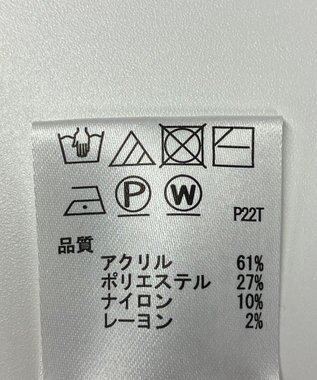 P W
P22T
品質
アクリル 61%
ポリエステル 27%
ナイロン 10%
レーヨン 2%